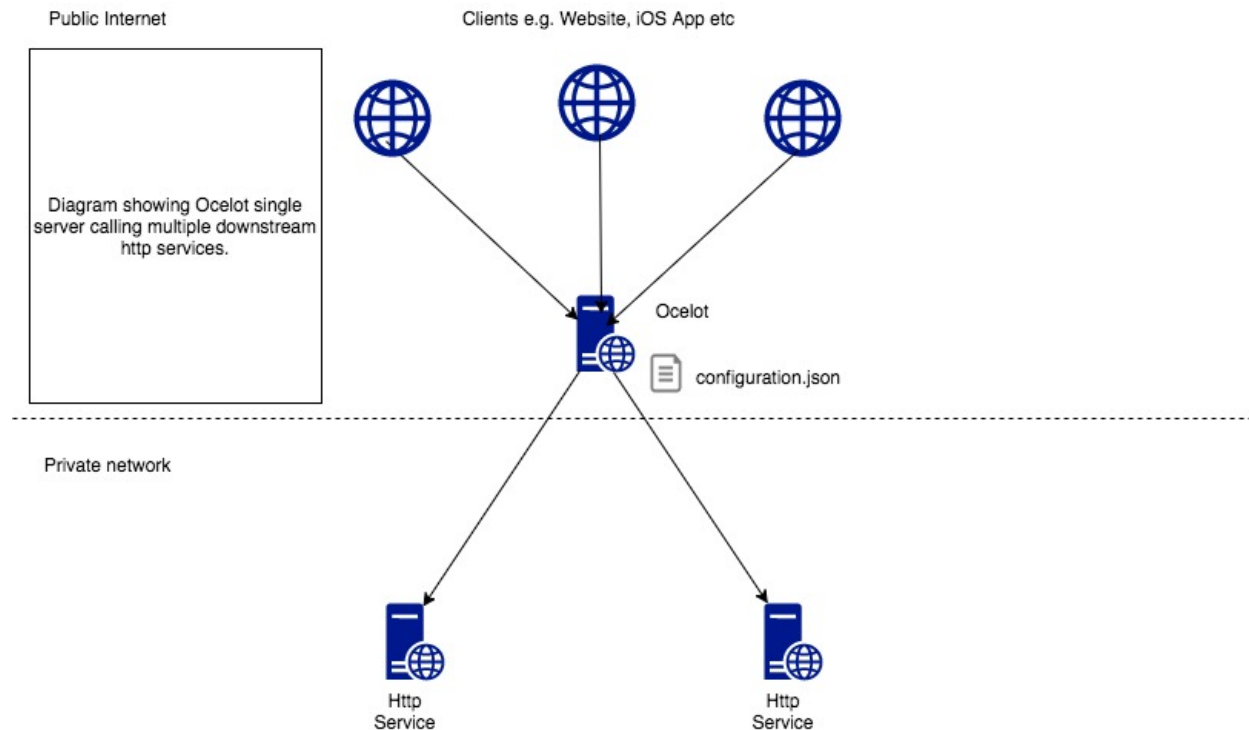 Public Internet
Clients e.g. Website, iOS App etc
Diagram showing Ocelot single
server calling multiple downstream
http services.
Ocelot
configuration.json
Private network
Http
Service
Http
Service